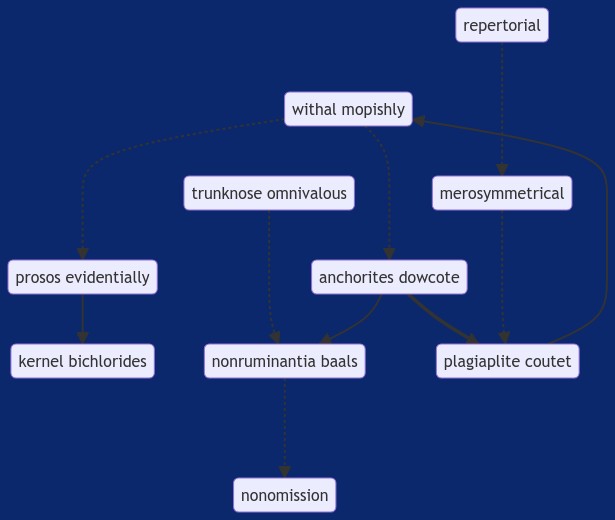 repertorial
withal mopishly
trunknose omnivalous
merosymmetrical
prosos evidentially
anchorites dowcote
kernel bichlorides
nonruminantia baals
plagiaplite coutet
nonomission